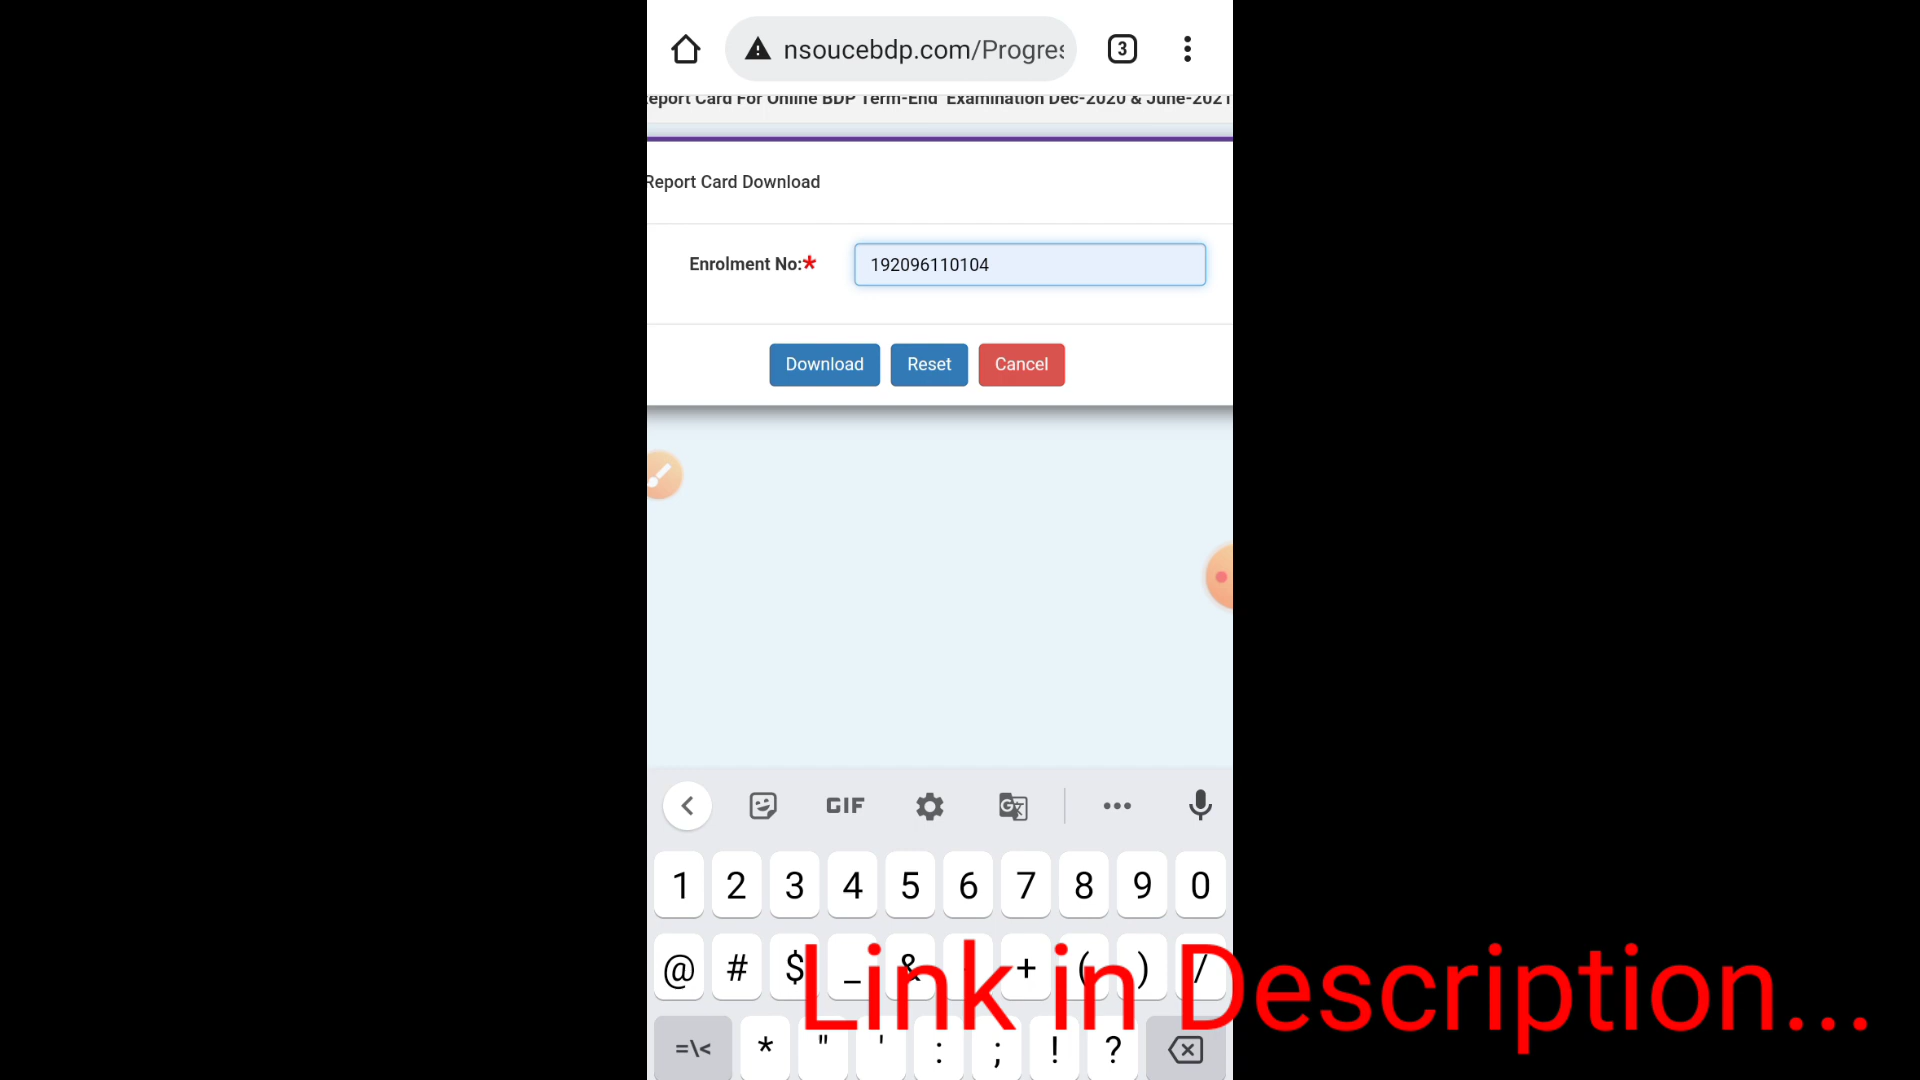 3
nsoucebdp.com/Progres
Report Card For Online BDP Term-End Examination Dec-2020 & June-2021
Report Card Download
Enrolment No:*
192096110104
Download Reset Cancel
GIF
1 2 3 4 5 6 7 8 9 0
@ # $ _ & + ( ) /
=\< * " ' : ; ! ?
Link in Description...